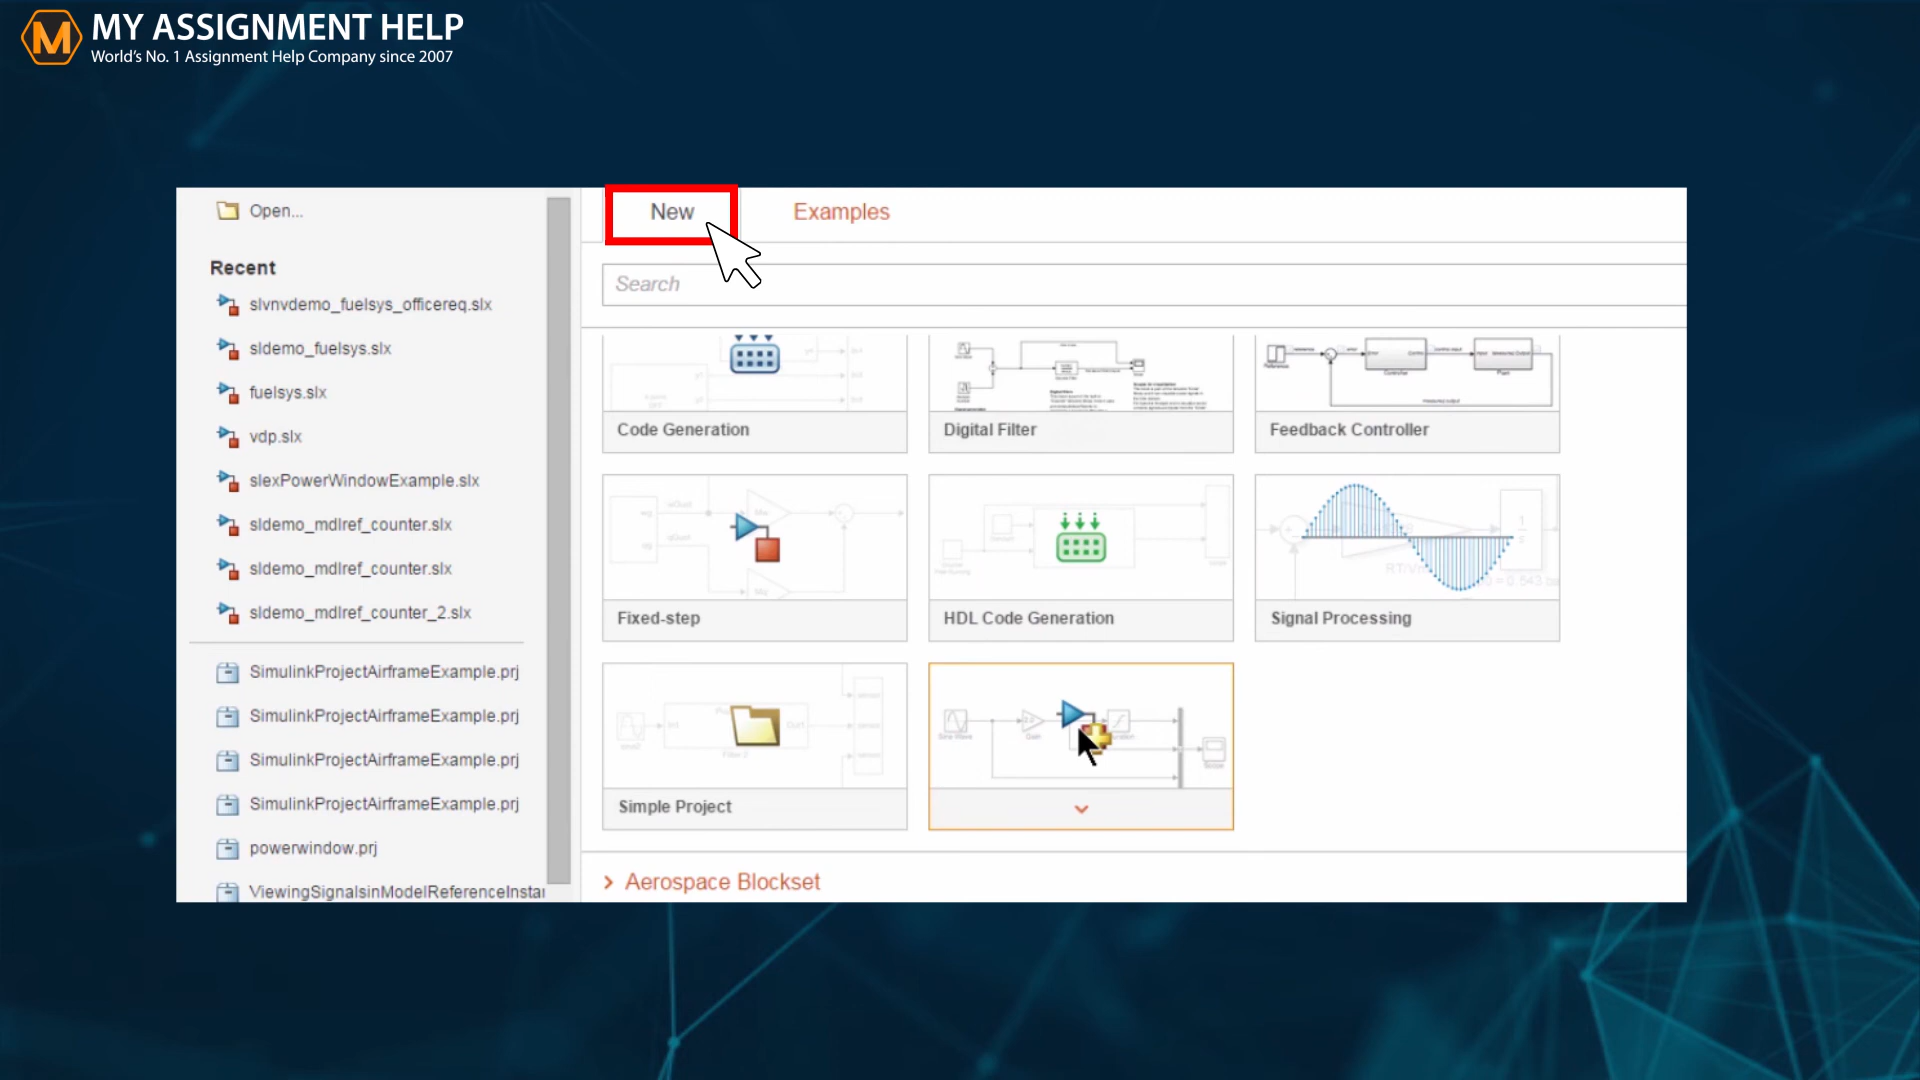 MY ASSIGNMENT HELP
World's No. 1 Assignment Help Company since 2007
Open...
Recent
slvnvdemo_fuelsys_officereq.slx
sldemo_fuelsys.slx
fuelsys.slx
vdp.slx
slexPowerWindowExample.slx
sldemo_mdlref_counter.slx
sldemo_mdlref_counter.slx
sldemo_mdlref_counter_2.slx
SimulinkProjectAirframeExample.prj
SimulinkProjectAirframeExample.prj
SimulinkProjectAirframeExample.prj
SimulinkProjectAirframeExample.prj
powerwindow.prj
ViewingSignalsinModelReferenceInstan
New
Examples
Search
Code Generation
Digital Filter
Feedback Controller
Fixed-step
HDL Code Generation
Signal Processing
Simple Project
Aerospace Blockset